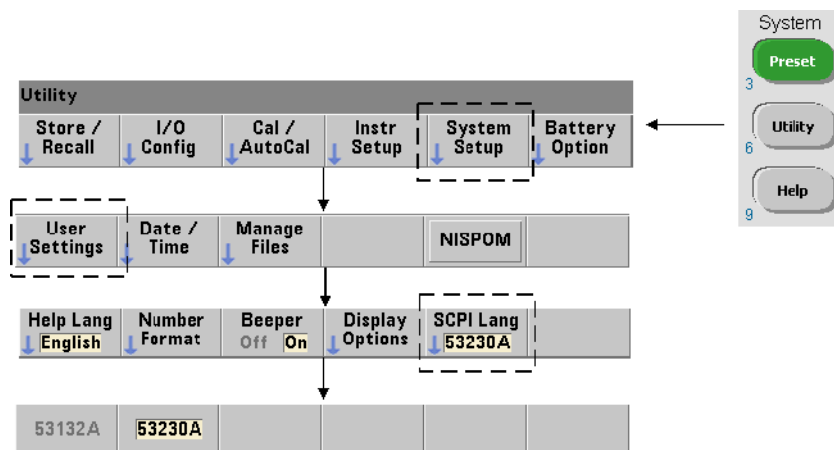 System
Preset
3
Utility
6
Help
9
Utility
Store / Recall
I/O Config
Cal / AutoCal
Instr Setup
System Setup
Battery Option
User Settings
Date / Time
Manage Files
NISPOM
Help Lang English
Number Format
Beeper Off On
Display Options
SCPI Lang 53230A
53132A
53230A